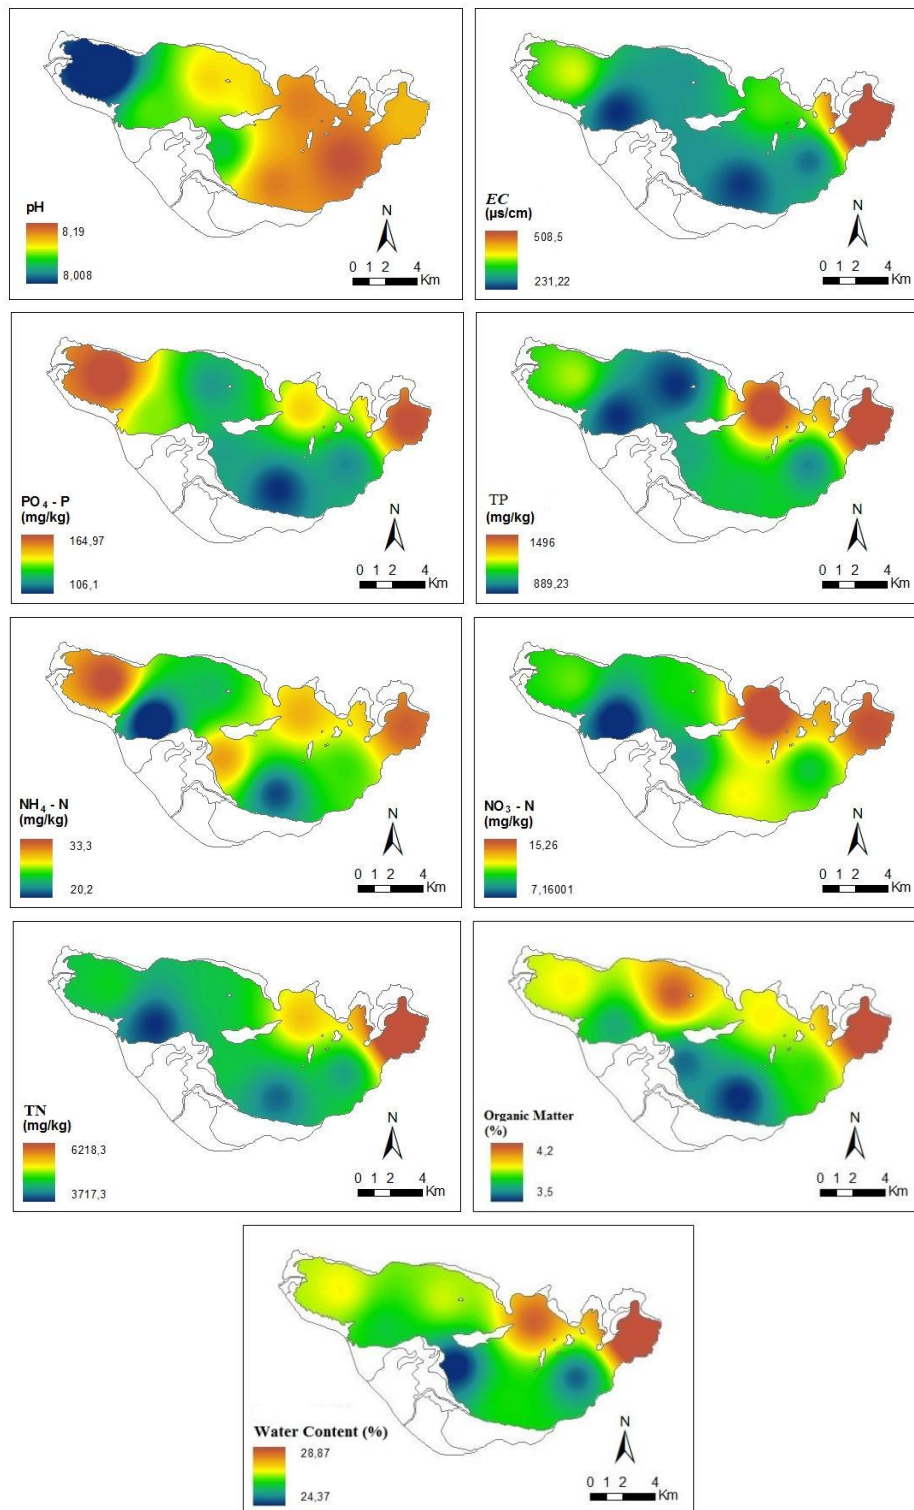 pH
8,19
8,008
N
0 1 2 4
Km
EC
(µs/cm)
508,5
231,22
N
0 1 2 4
Km
PO4 - P
(mg/kg)
164,97
106,1
N
0 1 2 4
Km
TP
(mg/kg)
1496
889,23
N
0 1 2 4
Km
NH4 - N
(mg/kg)
33,3
20,2
N
0 1 2 4
Km
NO3 - N
(mg/kg)
15,26
7,16001
N
0 1 2 4
Km
TN
(mg/kg)
6218,3
3717,3
N
0 1 2 4
Km
Organic Matter
(%)
4,2
3,5
N
0 1 2 4
Km
Water Content (%)
28,87
24,37
N
0 1 2 4
Km